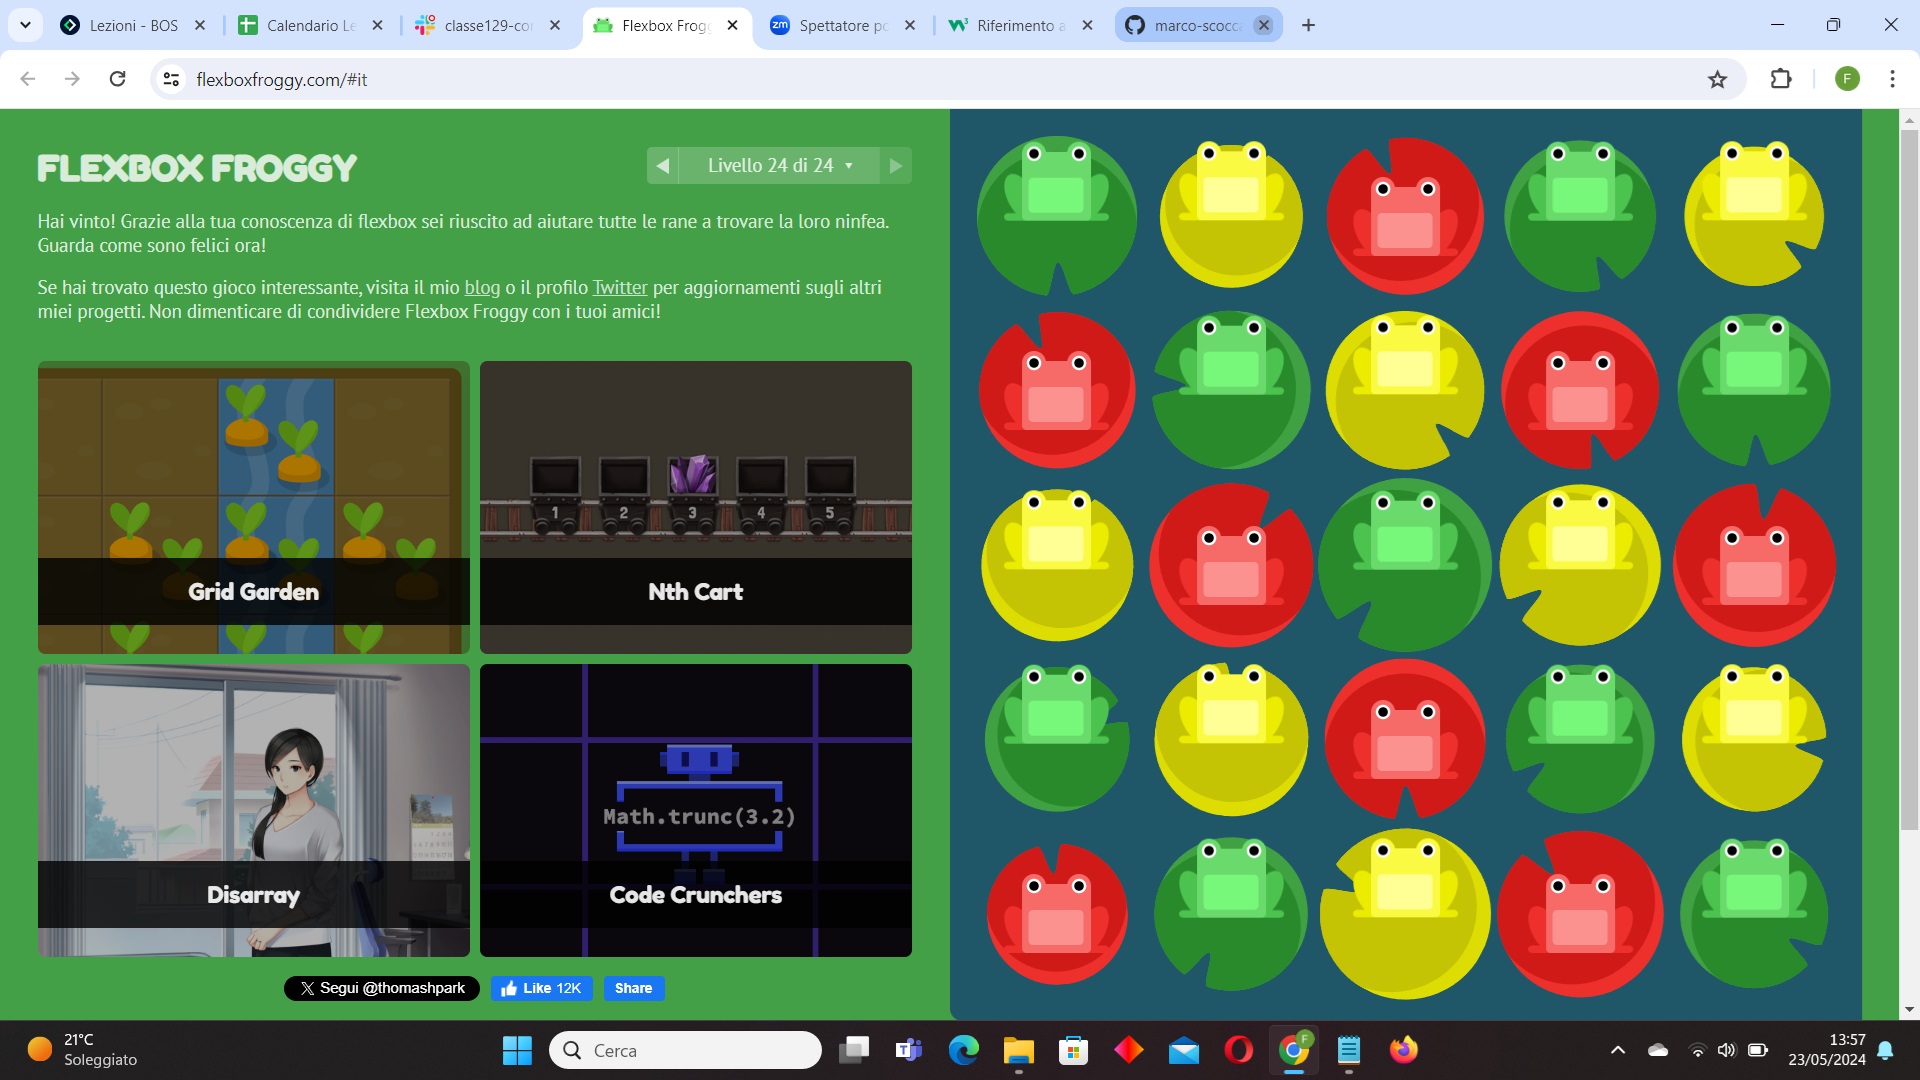 Lezioni - BOS
Calendario Le
classe129-co
Flexbox Frogg
Spettatore po
Riferimento a
marco-scocca
flexboxfroggy.com/#it
F
FLEXBOX FROGGY
Livello 24 di 24
Hai vinto! Grazie alla tua conoscenza di flexbox sei riuscito ad aiutare tutte le rane a trovare la loro ninfea.
Guarda come sono felici ora!
Se hai trovato questo gioco interessante, visita il mio blog o il profilo Twitter per aggiornamenti sugli altri
miei progetti. Non dimenticare di condividere Flexbox Froggy con i tuoi amici!
1 2 3 4 5
Grid Garden
Nth Cart
Math.trunc(3.2)
Disarray
Code Crunchers
Segui @thomashpark
Like 12K
Share
21°C
Soleggiato
Cerca
13:57
23/05/2024